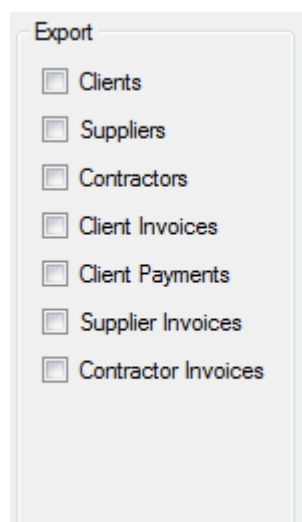 Export
Clients
Suppliers
Contractors
Client Invoices
Client Payments
Supplier Invoices
Contractor Invoices